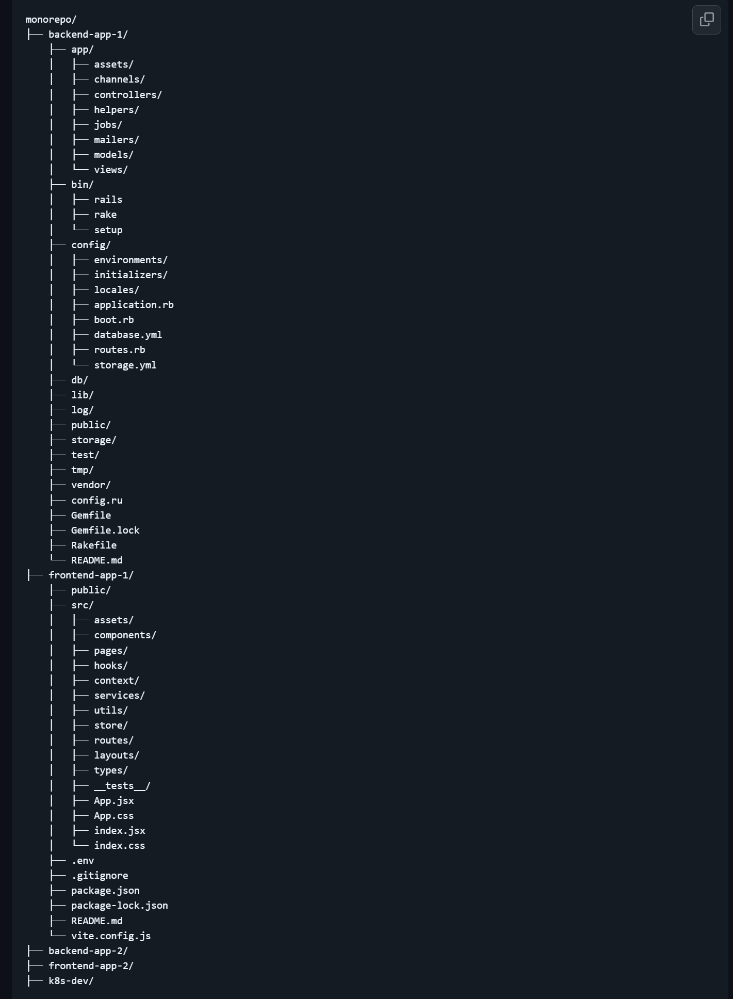 monorepo/
├── backend-app-1/
    ├── app/
    │   ├── assets/
    │   ├── channels/
    │   ├── controllers/
    │   ├── helpers/
    │   ├── jobs/
    │   ├── mailers/
    │   ├── models/
    │   └── views/
    ├── bin/
    │   ├── rails
    │   ├── rake
    │   └── setup
    ├── config/
    │   ├── environments/
    │   ├── initializers/
    │   ├── locales/
    │   ├── application.rb
    │   ├── boot.rb
    │   ├── database.yml
    │   ├── routes.rb
    │   └── storage.yml
    ├── db/
    ├── lib/
    ├── log/
    ├── public/
    ├── storage/
    ├── test/
    ├── tmp/
    ├── vendor/
    ├── config.ru
    ├── Gemfile
    ├── Gemfile.lock
    ├── Rakefile
    └── README.md
├── frontend-app-1/
    ├── public/
    ├── src/
    │   ├── assets/
    │   ├── components/
    │   ├── pages/
    │   ├── hooks/
    │   ├── context/
    │   ├── services/
    │   ├── utils/
    │   ├── store/
    │   ├── routes/
    │   ├── layouts/
    │   ├── types/
    │   ├── __tests__/
    │   ├── App.jsx
    │   ├── App.css
    │   ├── index.jsx
    │   └── index.css
    ├── .env
    ├── .gitignore
    ├── package.json
    ├── package-lock.json
    ├── README.md
    └── vite.config.js
├── backend-app-2/
├── frontend-app-2/
├── k8s-dev/